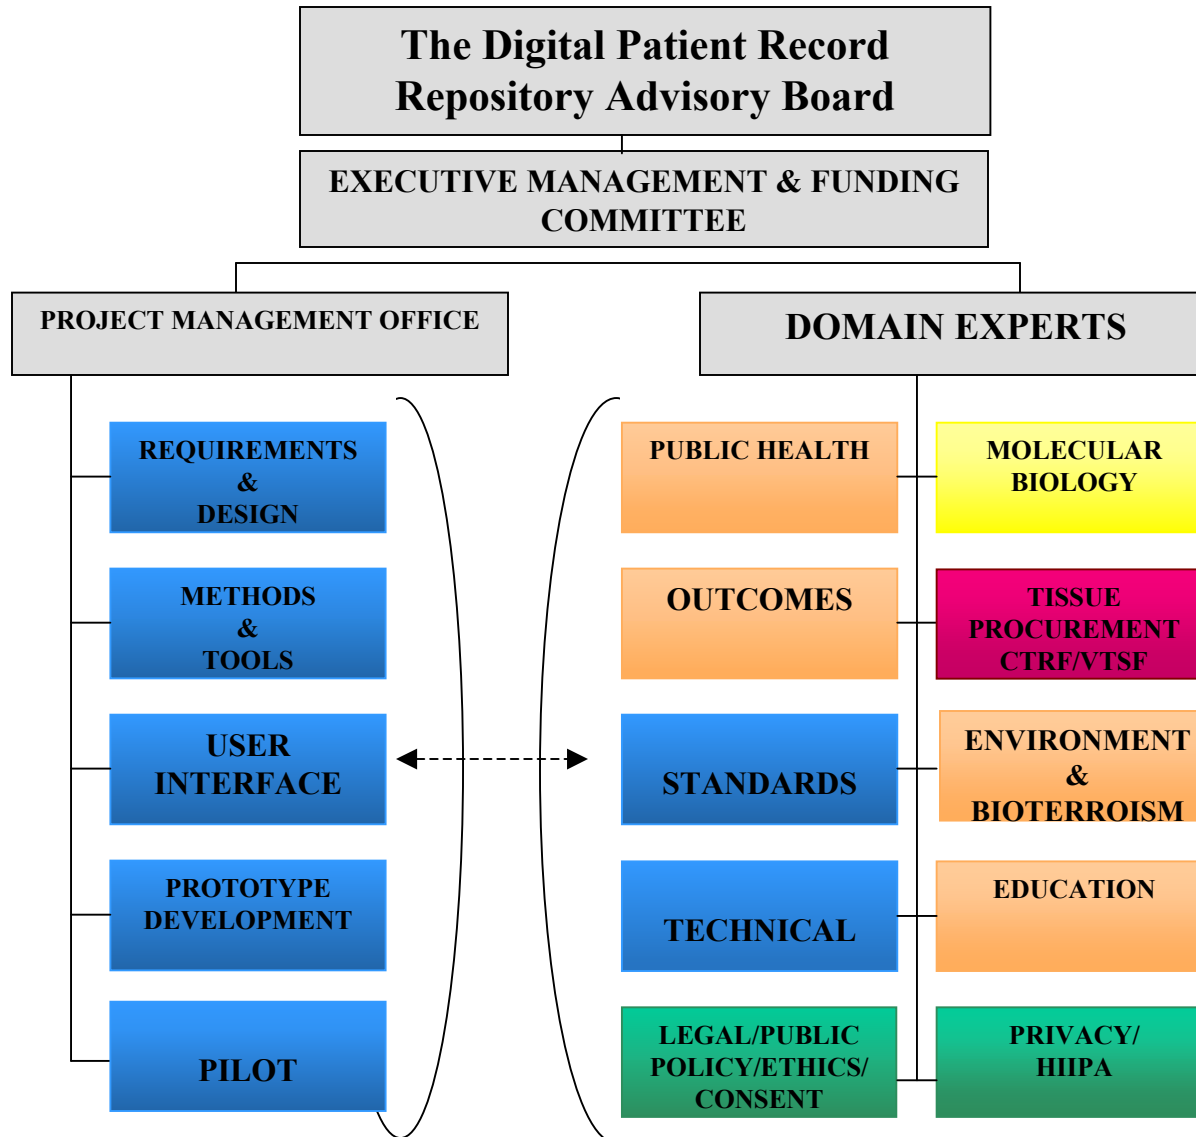 The Digital Patient Record
Repository Advisory Board
EXECUTIVE MANAGEMENT & FUNDING
COMMITTEE
PROJECT MANAGEMENT OFFICE
DOMAIN EXPERTS
REQUIREMENTS
&
DESIGN
METHODS
&
TOOLS
USER
INTERFACE
PROTOTYPE
DEVELOPMENT
PILOT
PUBLIC HEALTH
MOLECULAR
BIOLOGY
OUTCOMES
TISSUE
PROCUREMENT
CTRF/VTSF
STANDARDS
ENVIRONMENT
&
BIOTERROISM
TECHNICAL
EDUCATION
LEGAL/PUBLIC
POLICY/ETHICS/
CONSENT
PRIVACY/
HIIPA